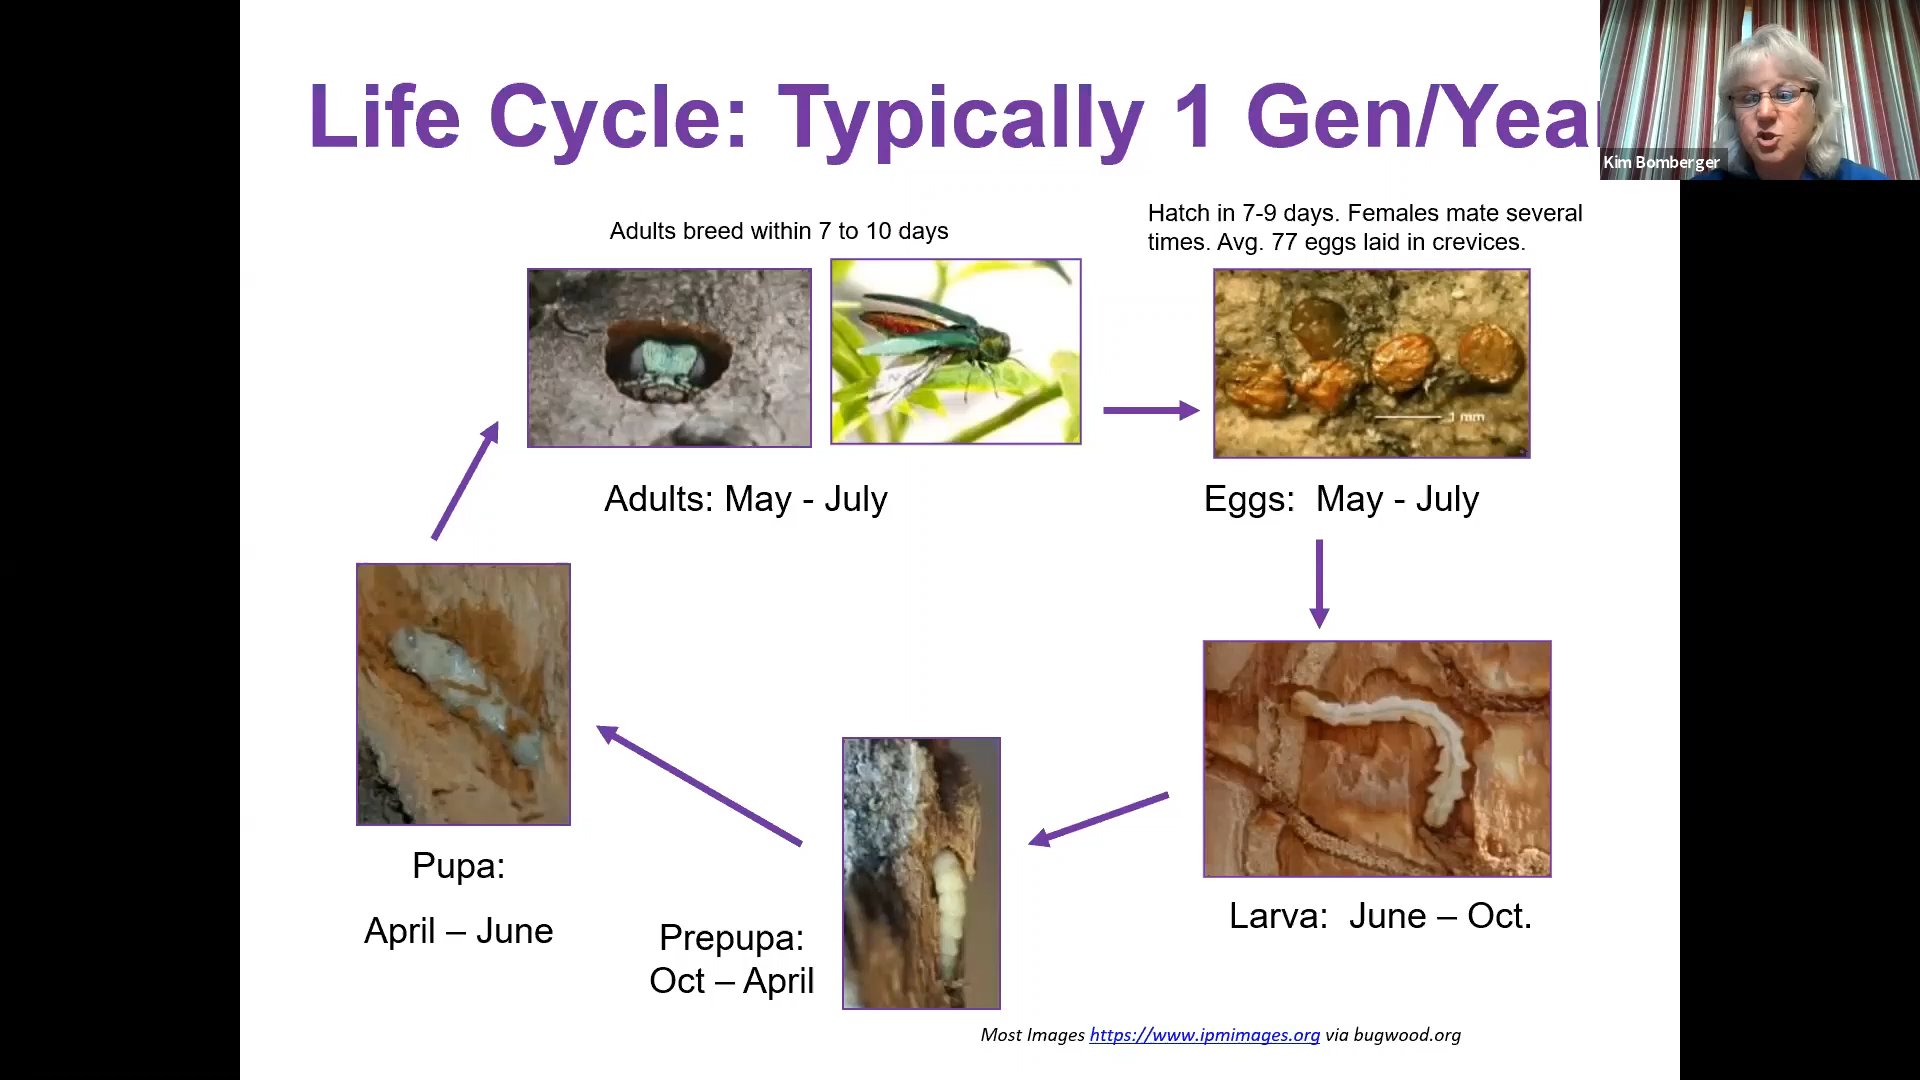 Life Cycle: Typically 1 Gen/Year
Kim Bomberger
Adults breed within 7 to 10 days
Hatch in 7-9 days. Females mate several
times. Avg. 77 eggs laid in crevices.
1 mm
Adults: May - July
Eggs: May - July
Pupa:
April – June
Prepupa:
Oct – April
Larva: June – Oct.
Most Images https://www.ipmimages.org via bugwood.org